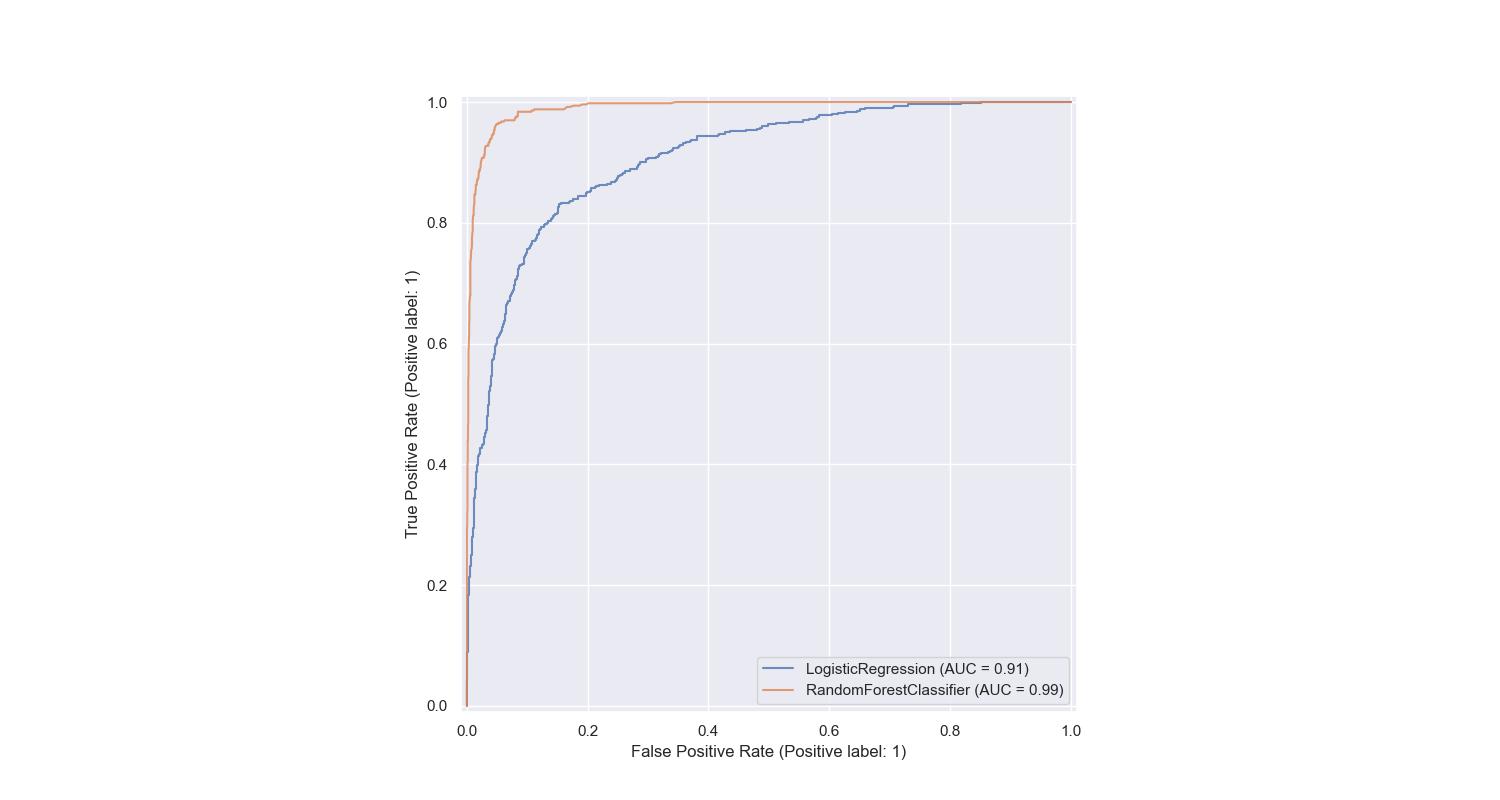 1.0
0.8
0.6
0.4
0.2
0.0
True Positive Rate (Positive label: 1)
LogisticRegression (AUC = 0.91)
RandomForestClassifier (AUC = 0.99)
0.0 0.2 0.4 0.6 0.8 1.0
False Positive Rate (Positive label: 1)